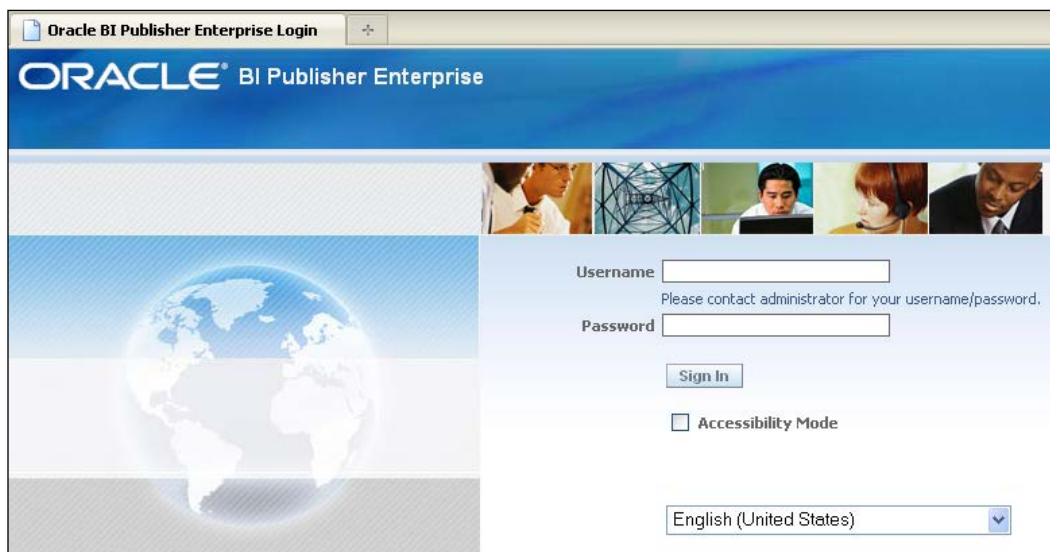 Oracle BI Publisher Enterprise Login
ORACLE® BI Publisher Enterprise
Username
Please contact administrator for your username/password.
Password
Sign In
Accessibility Mode
English (United States)